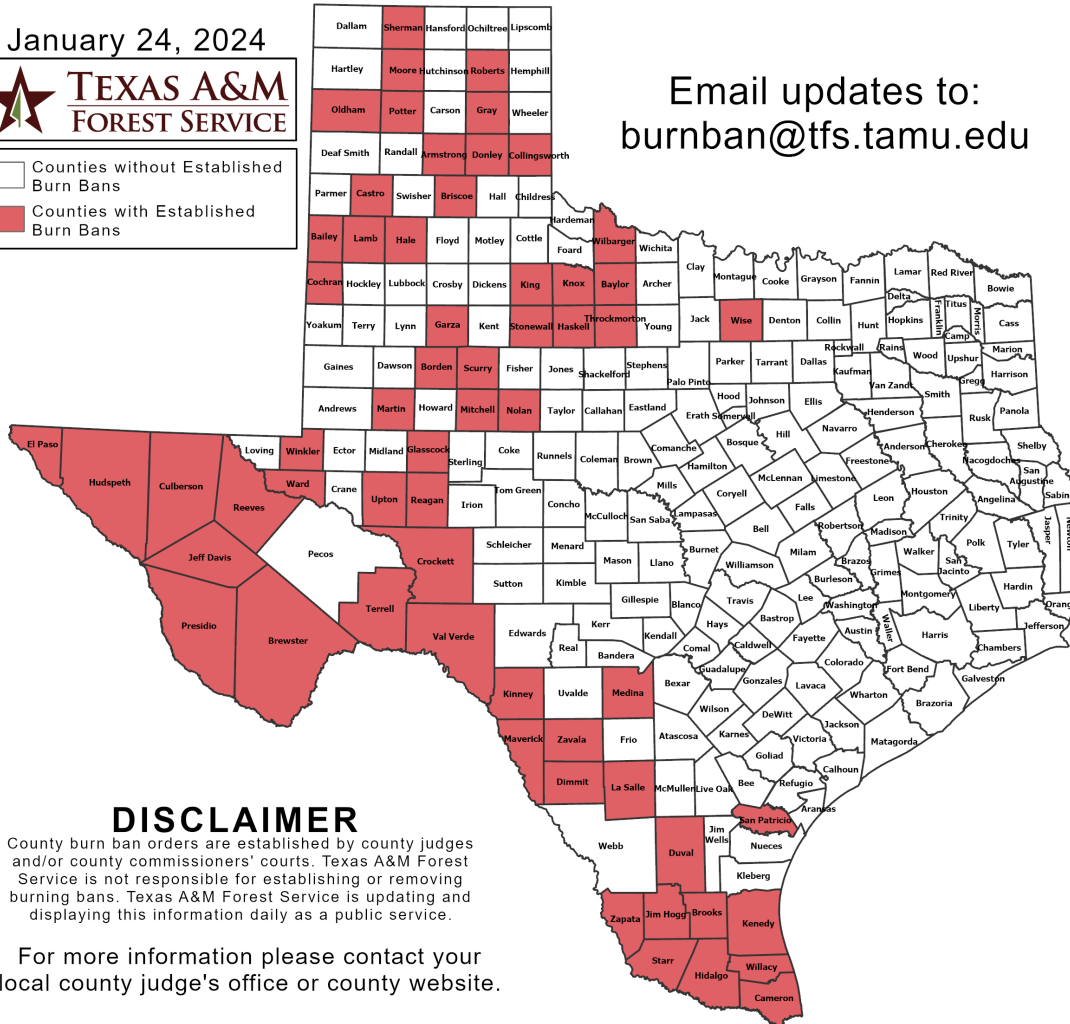 January 24, 2024
TEXAS A&M
FOREST SERVICE
Counties without Established
Burn Bans
Counties with Established
Burn Bans
Email updates to:
burnban@tfs.tamu.edu
Dallam Sherman Hansford Ochiltree Lipscomb
Hartley Moore Hutchinson Roberts Hemphill
Oldham Potter Carson Gray Wheeler
Deaf Smith Randall Armstrong Donley Collingsworth
Parmer Castro Swisher Briscoe Hall Childress
Hardeman
Bailey Lamb Hale Floyd Motley Cottle Foard Wilbarger Wichita
Clay Montague Cooke Grayson Fannin Lamar Red River Bowie
Cochran Hockley Lubbock Crosby Dickens King Knox Baylor Archer
Delta Titus Franklin Morris
Yoakum Terry Lynn Garza Kent Stonewall Haskell Throckmorton Young Jack Wise Denton Collin Hunt Hopkins Cass
Camp
Rockwall Rains Wood Upshur Marion
Gaines Dawson Borden Scurry Fisher Jones Shackelford Stephens Palo Pinto Parker Tarrant Dallas Kaufman Van Zandt Gregg Harrison
Smith
Andrews Martin Howard Mitchell Nolan Taylor Callahan Eastland Erath Hood Somervell Johnson Ellis Henderson Rusk Panola
El Paso Hudspeth Culberson Reeves Loving Winkler Ector Midland Glasscock Sterling Coke Runnels Coleman Brown Comanche Bosque Hill Navarro Anderson Cherokee Nacogdoches Shelby
Hamilton Freestone San
Augustine
Ward Crane Upton Reagan Irion Tom Green Concho McCulloch San Saba Mills Lampasas Coryell McLennan Limestone Leon Houston Angelina Sabin
Falls
Jeff Davis Pecos Crockett Schleicher Menard Mason Llano Burnet Bell Milam Robertson Madison Trinity Polk Tyler Jasper Newton
Walker San
Jacinto
Terrell Sutton Kimble Williamson Brazos Grimes
Burleson Montgomery Hardin
Presidio Brewster Val Verde Edwards Gillespie Blanco Travis Lee Washington Liberty Orang
Kerr Hays Bastrop Waller Harris Jefferson
Real Kendall Comal Caldwell Fayette Austin Chambers
Bandera Guadalupe Colorado Fort Bend
Kinney Uvalde Medina Bexar Gonzales Lavaca Wharton Galveston
Wilson DeWitt Jackson Brazoria
Maverick Zavala Frio Atascosa Karnes Victoria Matagorda
Goliad Calhoun
Dimmit La Salle McMullen Live Oak Bee Refugio
Aransas
San Patricio
Webb Duval Jim
Wells Nueces
Kleberg
Zapata Jim Hogg Brooks Kenedy
Starr Hidalgo Willacy
Cameron
DISCLAIMER
County burn ban orders are established by county judges
and/or county commissioners' courts. Texas A&M Forest
Service is not responsible for establishing or removing
burning bans. Texas A&M Forest Service is updating and
displaying this information daily as a public service.
For more information please contact your
local county judge's office or county website.